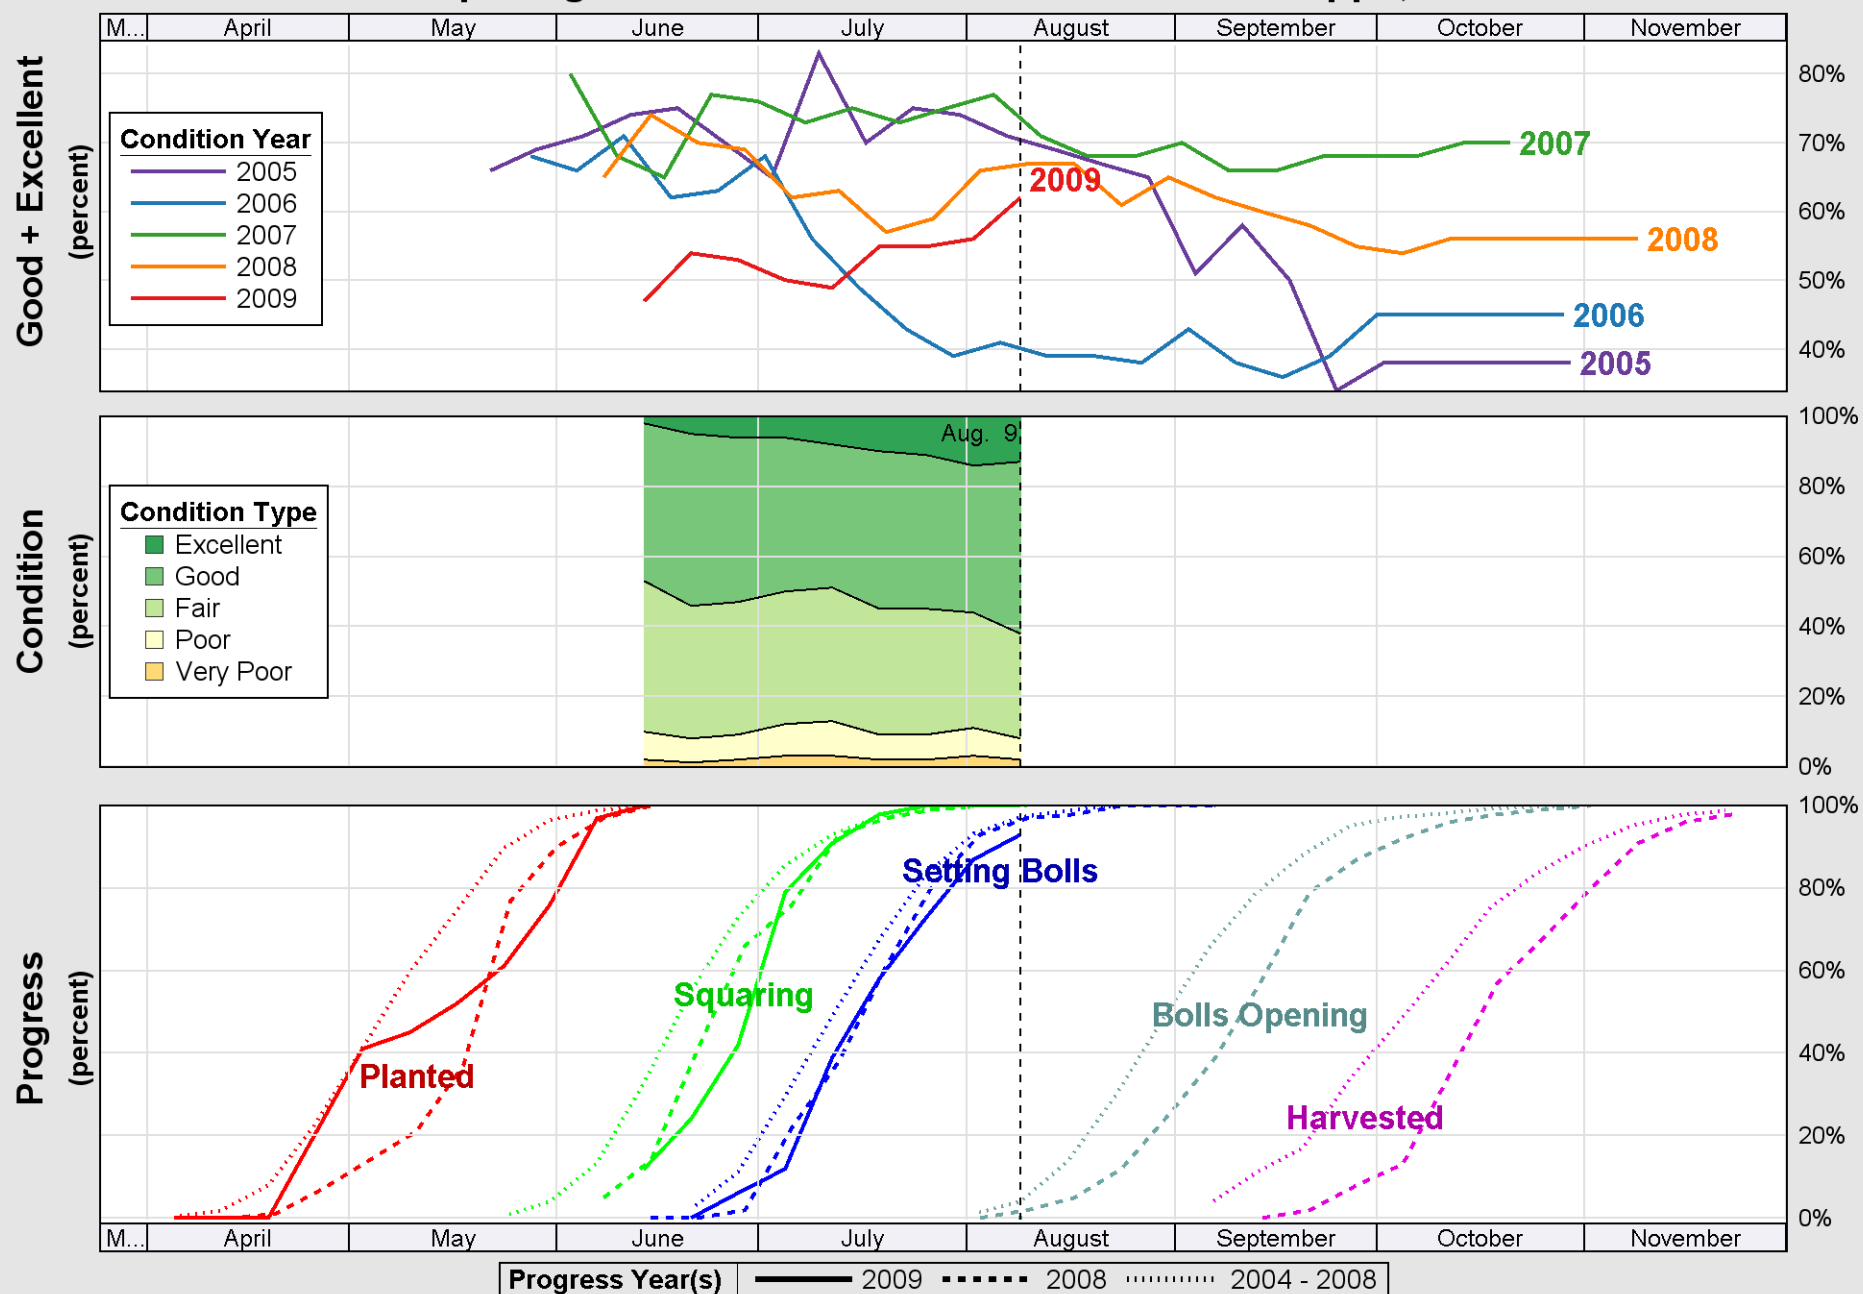 M... April May June July August September October November
Good + Excellent
(percent)
80%
70%
60%
50%
40%
Condition Year
2005
2006
2007
2008
2009
2007
2009
2008
2006
2005
Condition
(percent)
100%
80%
60%
40%
20%
0%
Aug. 9
Condition Type
Excellent
Good
Fair
Poor
Very Poor
Progress
(percent)
100%
80%
60%
40%
20%
0%
Setting Bolls
Squaring
Bolls Opening
Planted
Harvested
M... April May June July August September October November
Progress Year(s) 2009 2008 2004 - 2008